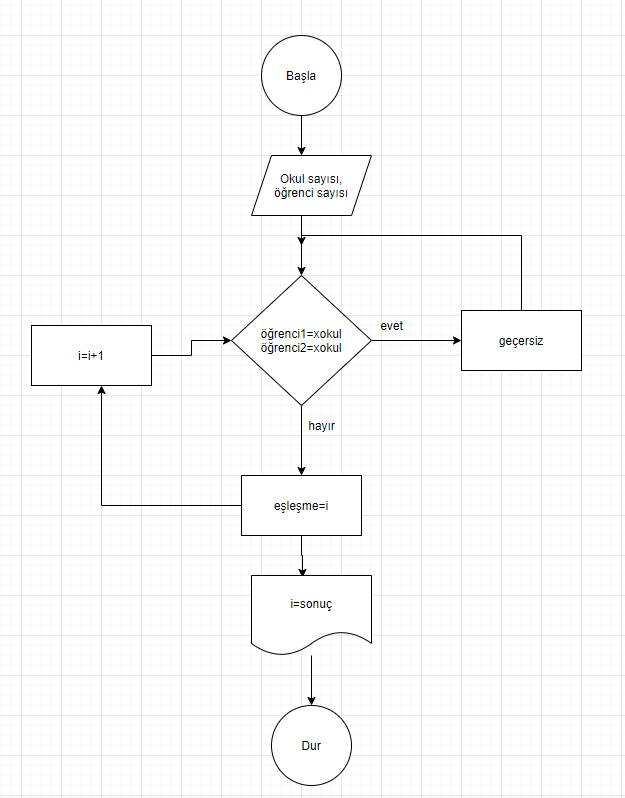 Başla
Okul sayısı,
öğrenci sayısı
öğrenci1=xokul
öğrenci2=xokul
evet
geçersiz
i=i+1
hayır
eşleşme=i
i=sonuç
Dur